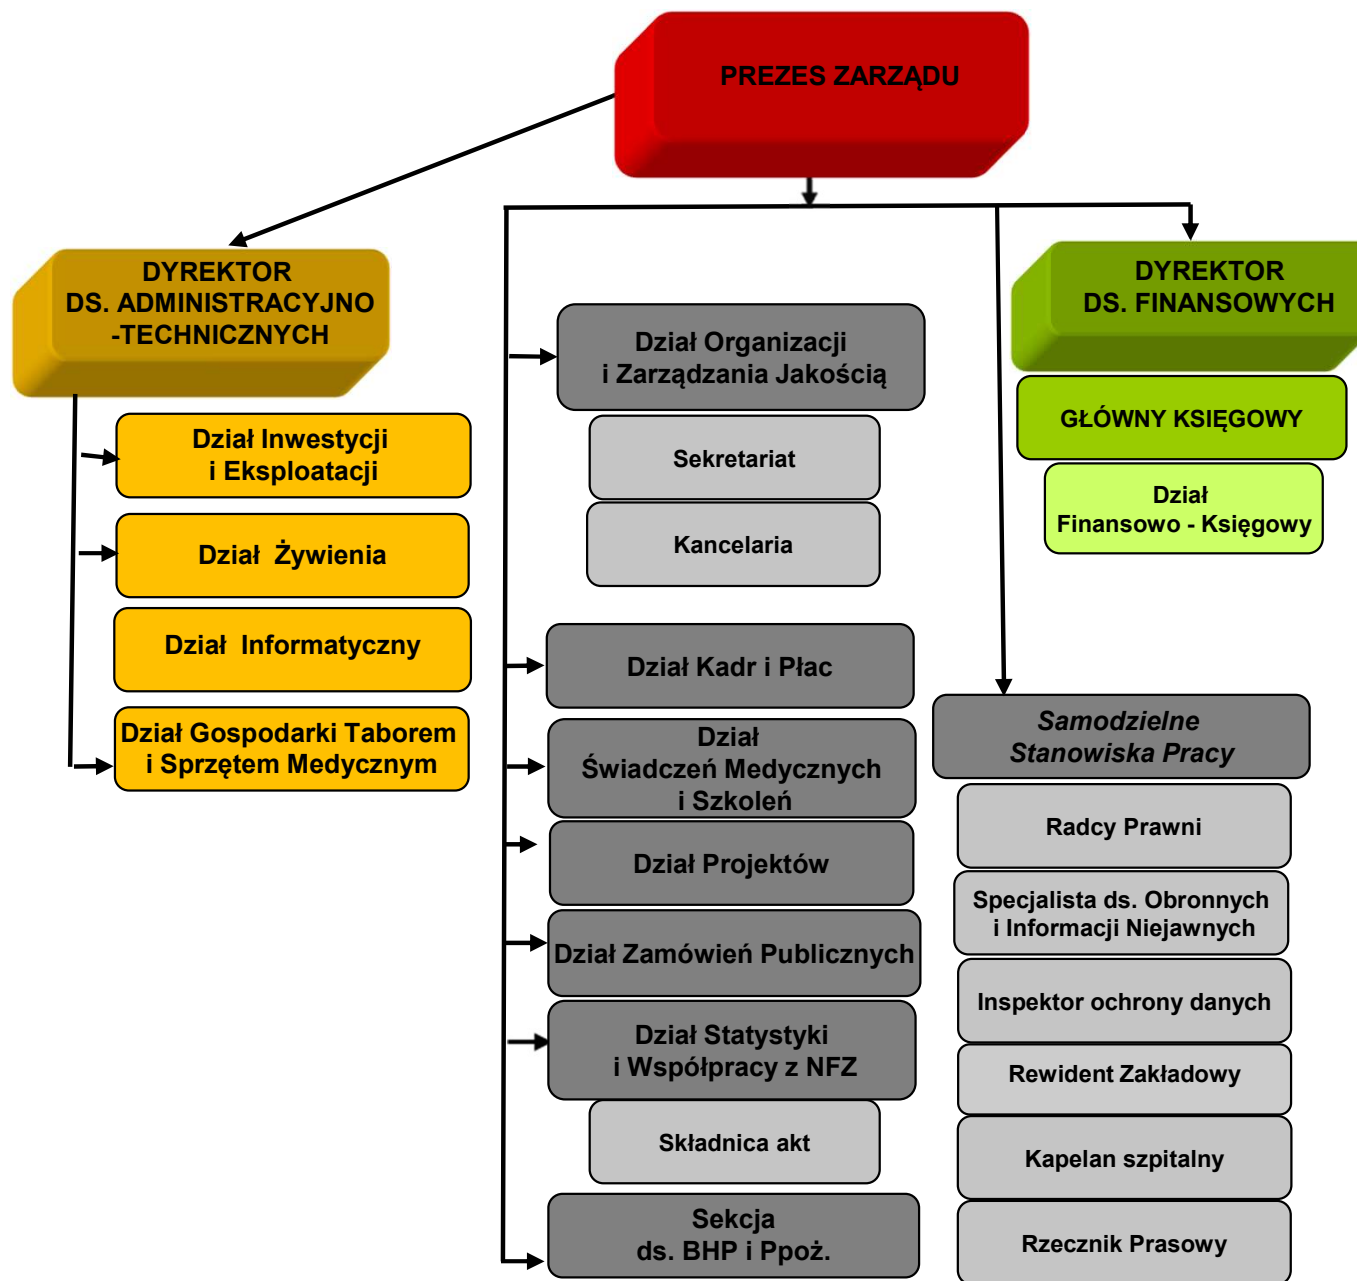 PREZES ZARZĄDU
DYREKTOR
DS. ADMINISTRACYJNO
-TECHNICZNYCH
Dział Inwestycji
i Eksploatacji
Dział Żywienia
Dział Informatyczny
Dział Gospodarki Taborem
i Sprzętem Medycznym
Dział Organizacji
i Zarządzania Jakością
Sekretariat
Kancelaria
Dział Kadr i Płac
Dział
Świadczeń Medycznych
i Szkoleń
Dział Projektów
Dział Zamówień Publicznych
Dział Statystyki
i Współpracy z NFZ
Składnica akt
Sekcja
ds. BHP i Ppoż.
DYREKTOR
DS. FINANSOWYCH
GŁÓWNY KSIĘGOWY
Dział
Finansowo - Księgowy
Samodzielne
Stanowiska Pracy
Radcy Prawni
Specjalista ds. Obronnych
i Informacji Niejawnych
Inspektor ochrony danych
Rewident Zakładowy
Kapelan szpitalny
Rzecznik Prasowy